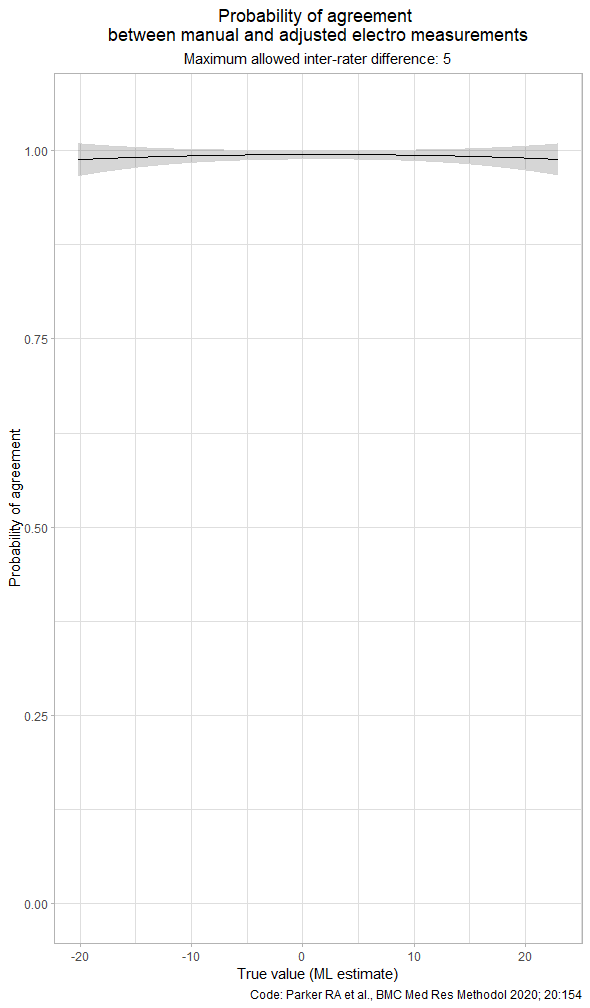 Probability of agreement
between manual and adjusted electro measurements
Maximum allowed inter-rater difference: 5
1.00
0.75
0.50
0.25
0.00
Probability of agreement
-20
-10
0
10
20
True value (ML estimate)
Code: Parker RA et al., BMC Med Res Methodol 2020; 20:154